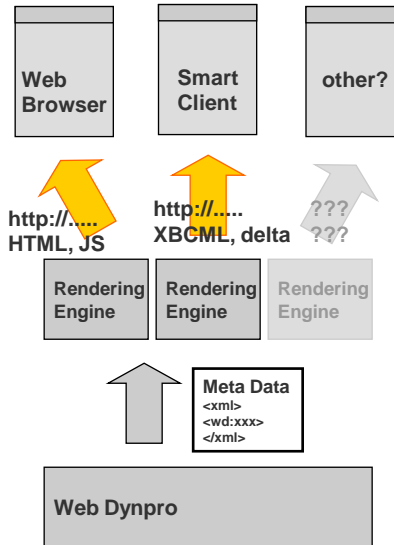 Web
Browser
Smart
Client
other?
http://.....
HTML, JS
http://.....
XBCML, delta
???
???
Rendering
Engine
Rendering
Engine
Rendering
Engine
Meta Data
<xml>
<wd:xxx>
</xml>
Web Dynpro